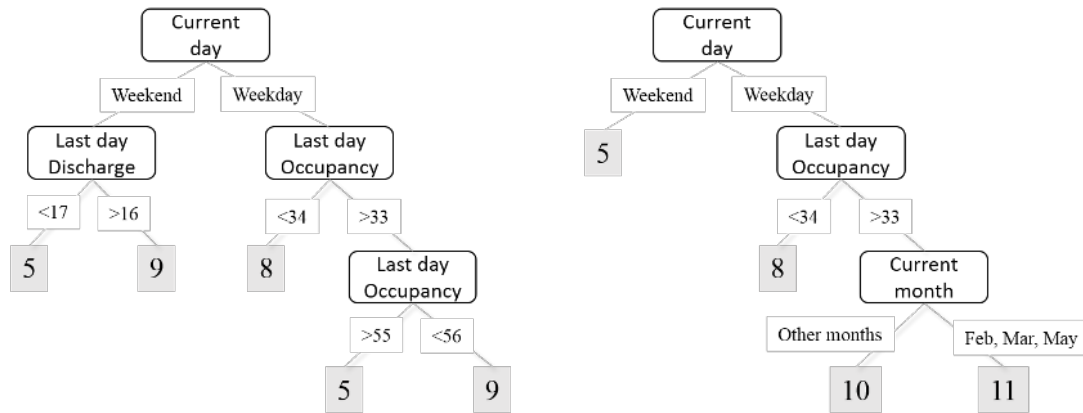 Current
day
Weekend
Weekday
Last day
Discharge
Last day
Occupancy
<17
>16
<34
>33
5
9
8
Last day
Occupancy
>55
<56
5
9
Current
day
Weekend
Weekday
5
Last day
Occupancy
<34
>33
8
Current
month
Other months
Feb, Mar, May
10
11